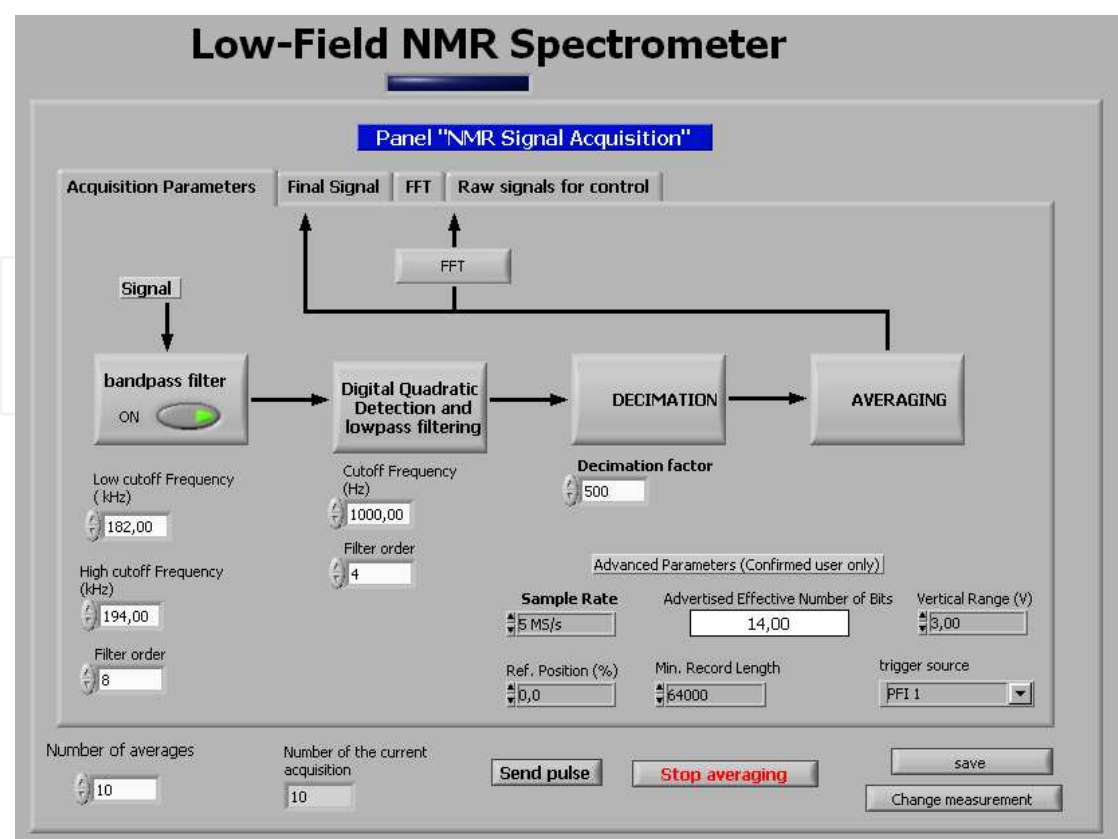 Low-Field NMR Spectrometer
Panel "NMR Signal Acquisition"
Acquisition Parameters
Final Signal
FFT
Raw signals for control
FFT
Signal
bandpass filter
ON
Digital Quadratic
Detection and
lowpass filtering
DECIMATION
AVERAGING
Low cutoff Frequency
( kHz)
182,00
High cutoff Frequency
(kHz)
194,00
Filter order
8
Cutoff Frequency
(Hz)
1000,00
Filter order
4
Decimation factor
500
Advanced Parameters (Confirmed user only)
Sample Rate
5 MS/s
Advertised Effective Number of Bits
14,00
Vertical Range (V)
3,00
Ref. Position (%)
0,0
Min. Record Length
64000
trigger source
PFI 1
Number of averages
10
Number of the current
acquisition
10
Send pulse
Stop averaging
save
Change measurement